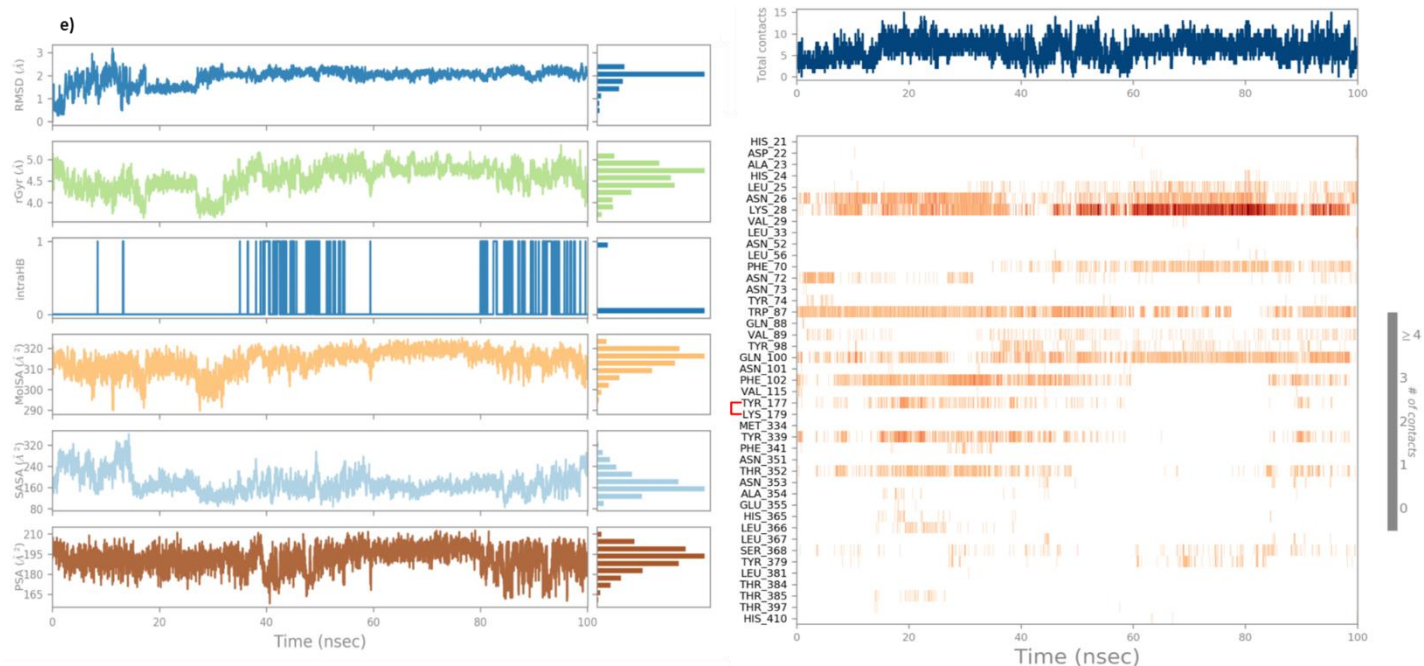 e)
RMSD (Å)
3
2
1
0
rGyr (Å)
5.0
4.5
4.0
intraHB
1
0
MolSA (Å²)
320
310
300
290
SASA (Å²)
320
240
160
80
PSA (Å²)
210
195
180
165
0 20 40 60 80 100
Time (nsec)
Total contacts
15
10
5
0
0 20 40 60 80 100
HIS_21
ASP_22
ALA_23
HIS_24
LEU_25
ASN_26
LYS_28
VAL_29
LEU_33
ASN_52
LEU_56
PHE_70
ASN_72
ASN_73
TYR_74
TRP_87
GLN_88
VAL_89
TYR_98
GLN_100
ASN_101
PHE_102
VAL_115
TYR_177
LYS_179
MET_334
TYR_339
PHE_341
ASN_351
THR_352
ASN_353
ALA_354
GLU_355
HIS_365
LEU_366
LEU_367
SER_368
TYR_379
LEU_381
THR_384
THR_385
THR_397
HIS_410
0 20 40 60 80 100
Time (nsec)
≥4
3
2
1
0
# of contacts